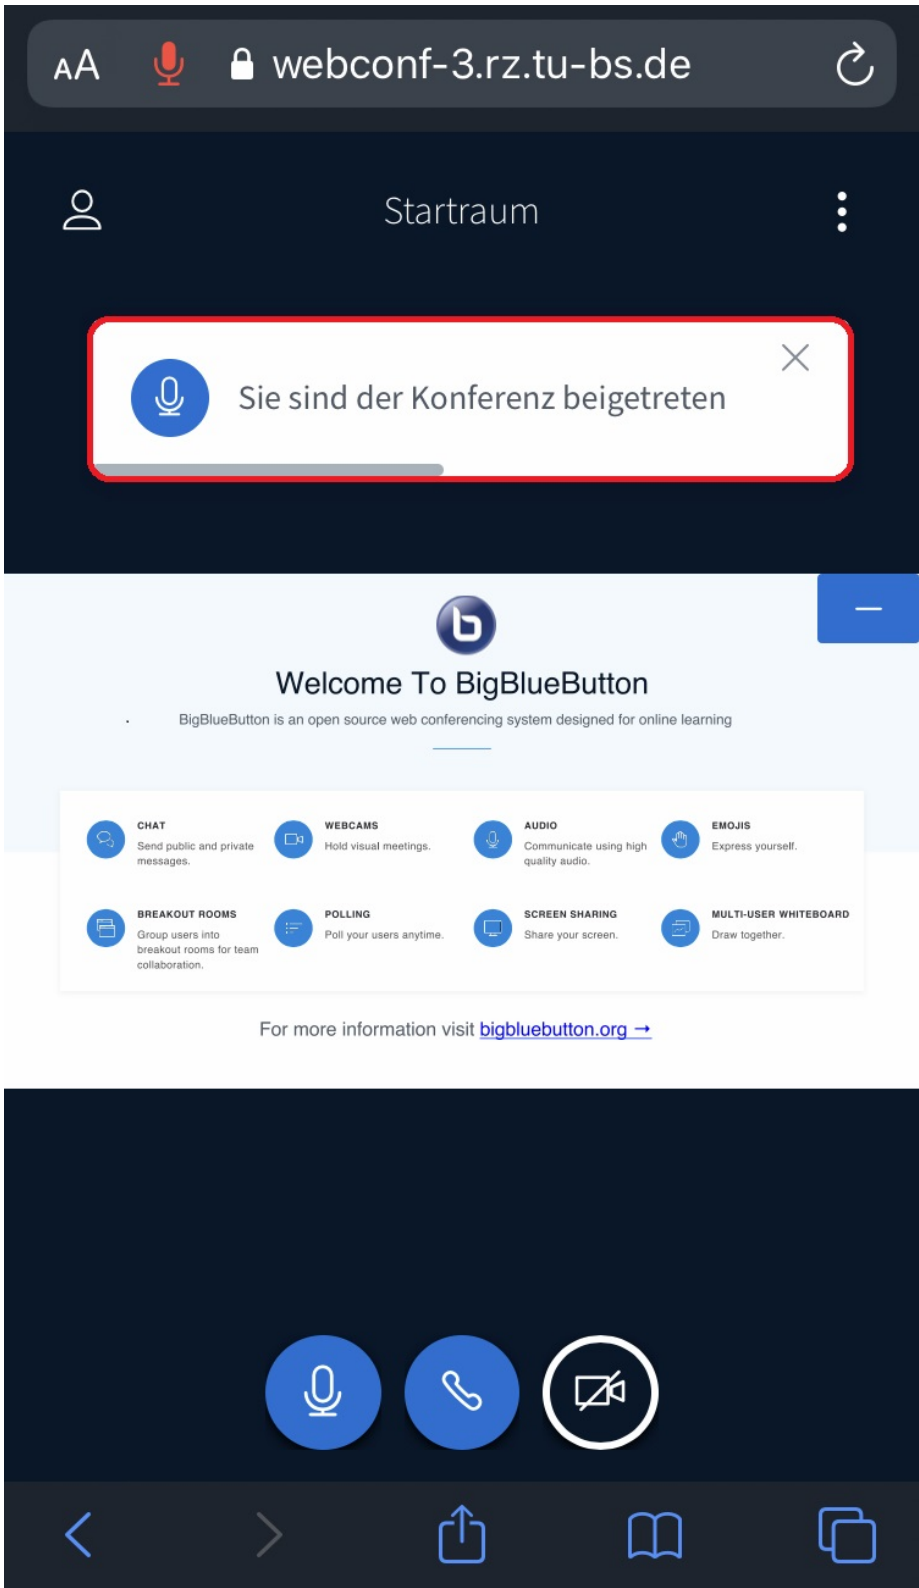 AA webconf-3.rz.tu-bs.de
Startraum
Sie sind der Konferenz beigetreten
Welcome To BigBlueButton
BigBlueButton is an open source web conferencing system designed for online learning
CHAT
Send public and private
messages.
WEBCAMS
Hold visual meetings.
AUDIO
Communicate using high
quality audio.
EMOJIS
Express yourself.
BREAKOUT ROOMS
Group users into
breakout rooms for team
collaboration.
POLLING
Poll your users anytime.
SCREEN SHARING
Share your screen.
MULTI-USER WHITEBOARD
Draw together.
For more information visit bigbluebutton.org →